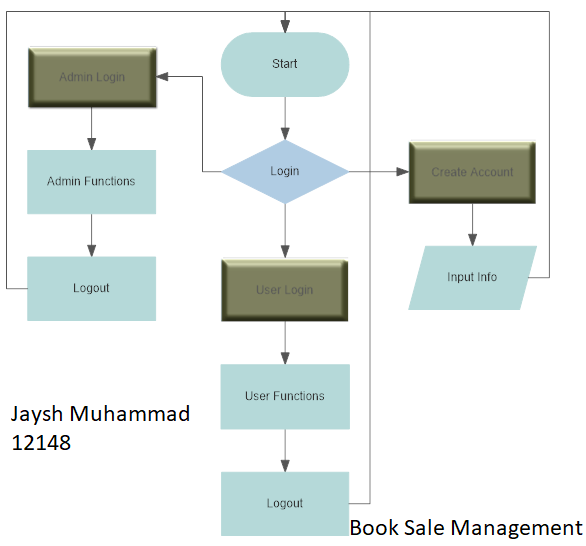 Start
Admin Login
Login
Create Account
Admin Functions
Input Info
Logout
User Login
User Functions
Jaysh Muhammad
12148
Logout
Book Sale Management